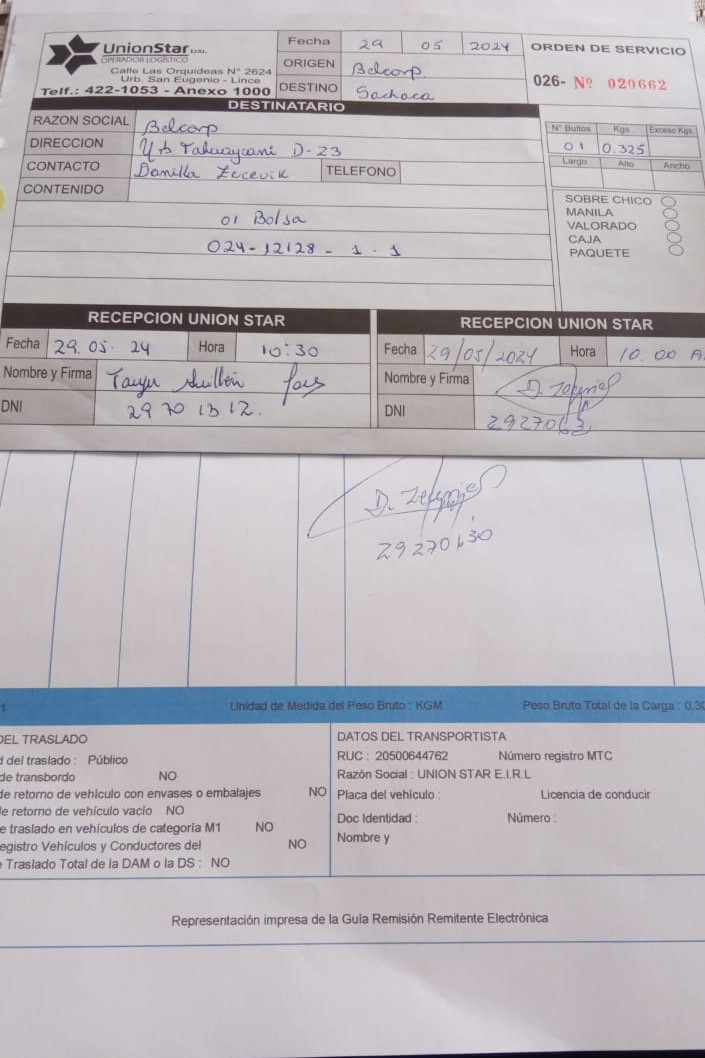 UnionStar E.I.R.L.
OPERADOR LOGÍSTICO
Calle Las Orquideas N° 2624
Urb. San Eugenio - Lince
Telf.: 422-1053 - Anexo 1000
Fecha 29 05 2024
ORIGEN Belcorp
DESTINO Sachaca
ORDEN DE SERVICIO
026- Nº 020662
DESTINATARIO
RAZON SOCIAL Belcorp
DIRECCION Urb Tahuaycani D-23
CONTACTO Danilla Zecevik TELEFONO
CONTENIDO
01 Bolsa
024-12128-1-1
N° Bultos Kgs Exceso Kgs.
01 0.325
Largo Alto Ancho
SOBRE CHICO
MANILA
VALORADO
CAJA
PAQUETE
RECEPCION UNION STAR
Fecha 29.05.24 Hora 10:30
Nombre y Firma
DNI 29701312.
RECEPCION UNION STAR
Fecha 29/05/2024 Hora 10.00 A
Nombre y Firma D.
DNI 2927063
D.
29270630
1 Unidad de Medida del Peso Bruto : KGM Peso Bruto Total de la Carga : 0.30
DEL TRASLADO
d del traslado : Público
de transbordo NO
de retorno de vehículo con envases o embalajes NO
de retorno de vehículo vacío NO
e traslado en vehículos de categoría M1 NO
egistro Vehículos y Conductores del NO
e Traslado Total de la DAM o la DS : NO
DATOS DEL TRANSPORTISTA
RUC : 20500644762 Número registro MTC
Razón Social : UNION STAR E.I.R.L
Placa del vehículo : Licencia de conducir
Doc Identidad : Número :
Nombre y
Representación impresa de la Guía Remisión Remitente Electrónica